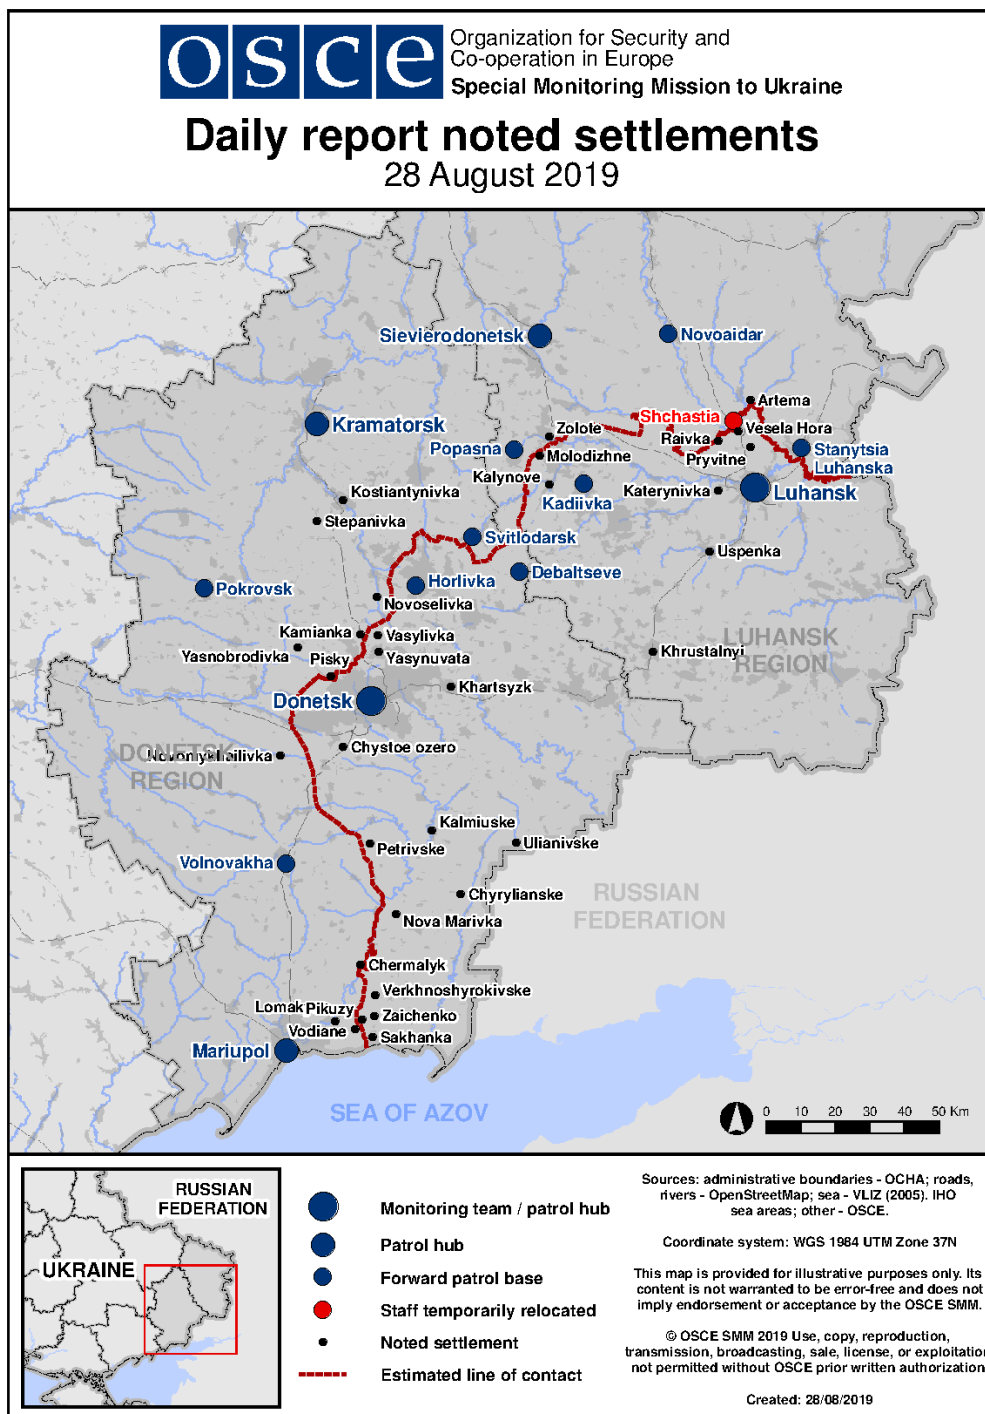 osce
Organization for Security and
Co-operation in Europe
Special Monitoring Mission to Ukraine
Daily report noted settlements
28 August 2019
Sievierodonetsk
Novoaidar
Artema
Shchastia
Kramatorsk
Zolote
Vesela Hora
Raivka
Popasna
Molodizhne
Pryvitne
Stanytsia
Luhanska
Kalynove
Kadiivka
Katerynivka
Luhansk
Kostiantynivka
Stepanivka
Svitlodarsk
Uspenka
Debaltseve
Horlivka
Pokrovsk
Novoselivka
Kamianka
Vasylivka
LUHANSK
REGION
Yasnobrodivka
Yasynuvata
Khrustalnyi
Pisky
Khartsyzk
Donetsk
Chystoe ozero
DONETSK
REGION
Novomykhailivka
Kalmiuske
Petrivske
Ulianivske
Volnovakha
Chyrylianske
RUSSIAN
FEDERATION
Nova Marivka
Chermalyk
Verkhnoshyrokivske
Lomak
Pikuzy
Zaichenko
Vodiane
Sakhanka
Mariupol
SEA OF AZOV
0 10 20 30 40 50 Km
RUSSIAN
FEDERATION
UKRAINE
Monitoring team / patrol hub
Patrol hub
Forward patrol base
Staff temporarily relocated
Noted settlement
Estimated line of contact
Sources: administrative boundaries - OCHA; roads,
rivers - OpenStreetMap; sea - VLIZ (2005). IHO
sea areas; other - OSCE.
Coordinate system: WGS 1984 UTM Zone 37N
This map is provided for illustrative purposes only. Its
content is not warranted to be error-free and does not
imply endorsement or acceptance by the OSCE SMM.
© OSCE SMM 2019 Use, copy, reproduction,
transmission, broadcasting, sale, license, or exploitation
not permitted without OSCE prior written authorization
Created: 28/08/2019